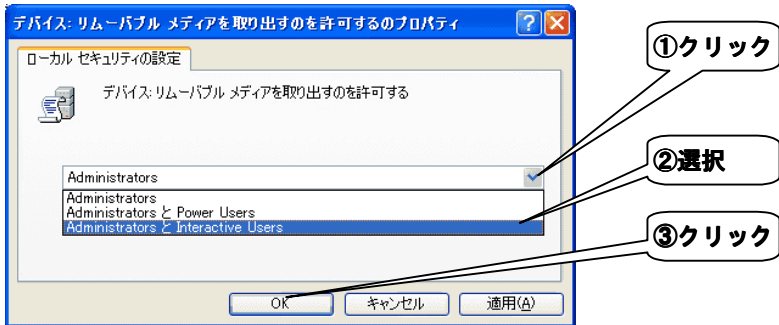 デバイス: リムーバブル メディアを取り出すのを許可するのプロパティ
①クリック
ローカル セキュリティの設定
デバイス: リムーバブル メディアを取り出すのを許可する
Administrators
②選択
Administrators
Administrators と Power Users
Administrators と Interactive Users
③クリック
OK
キャンセル
適用(A)